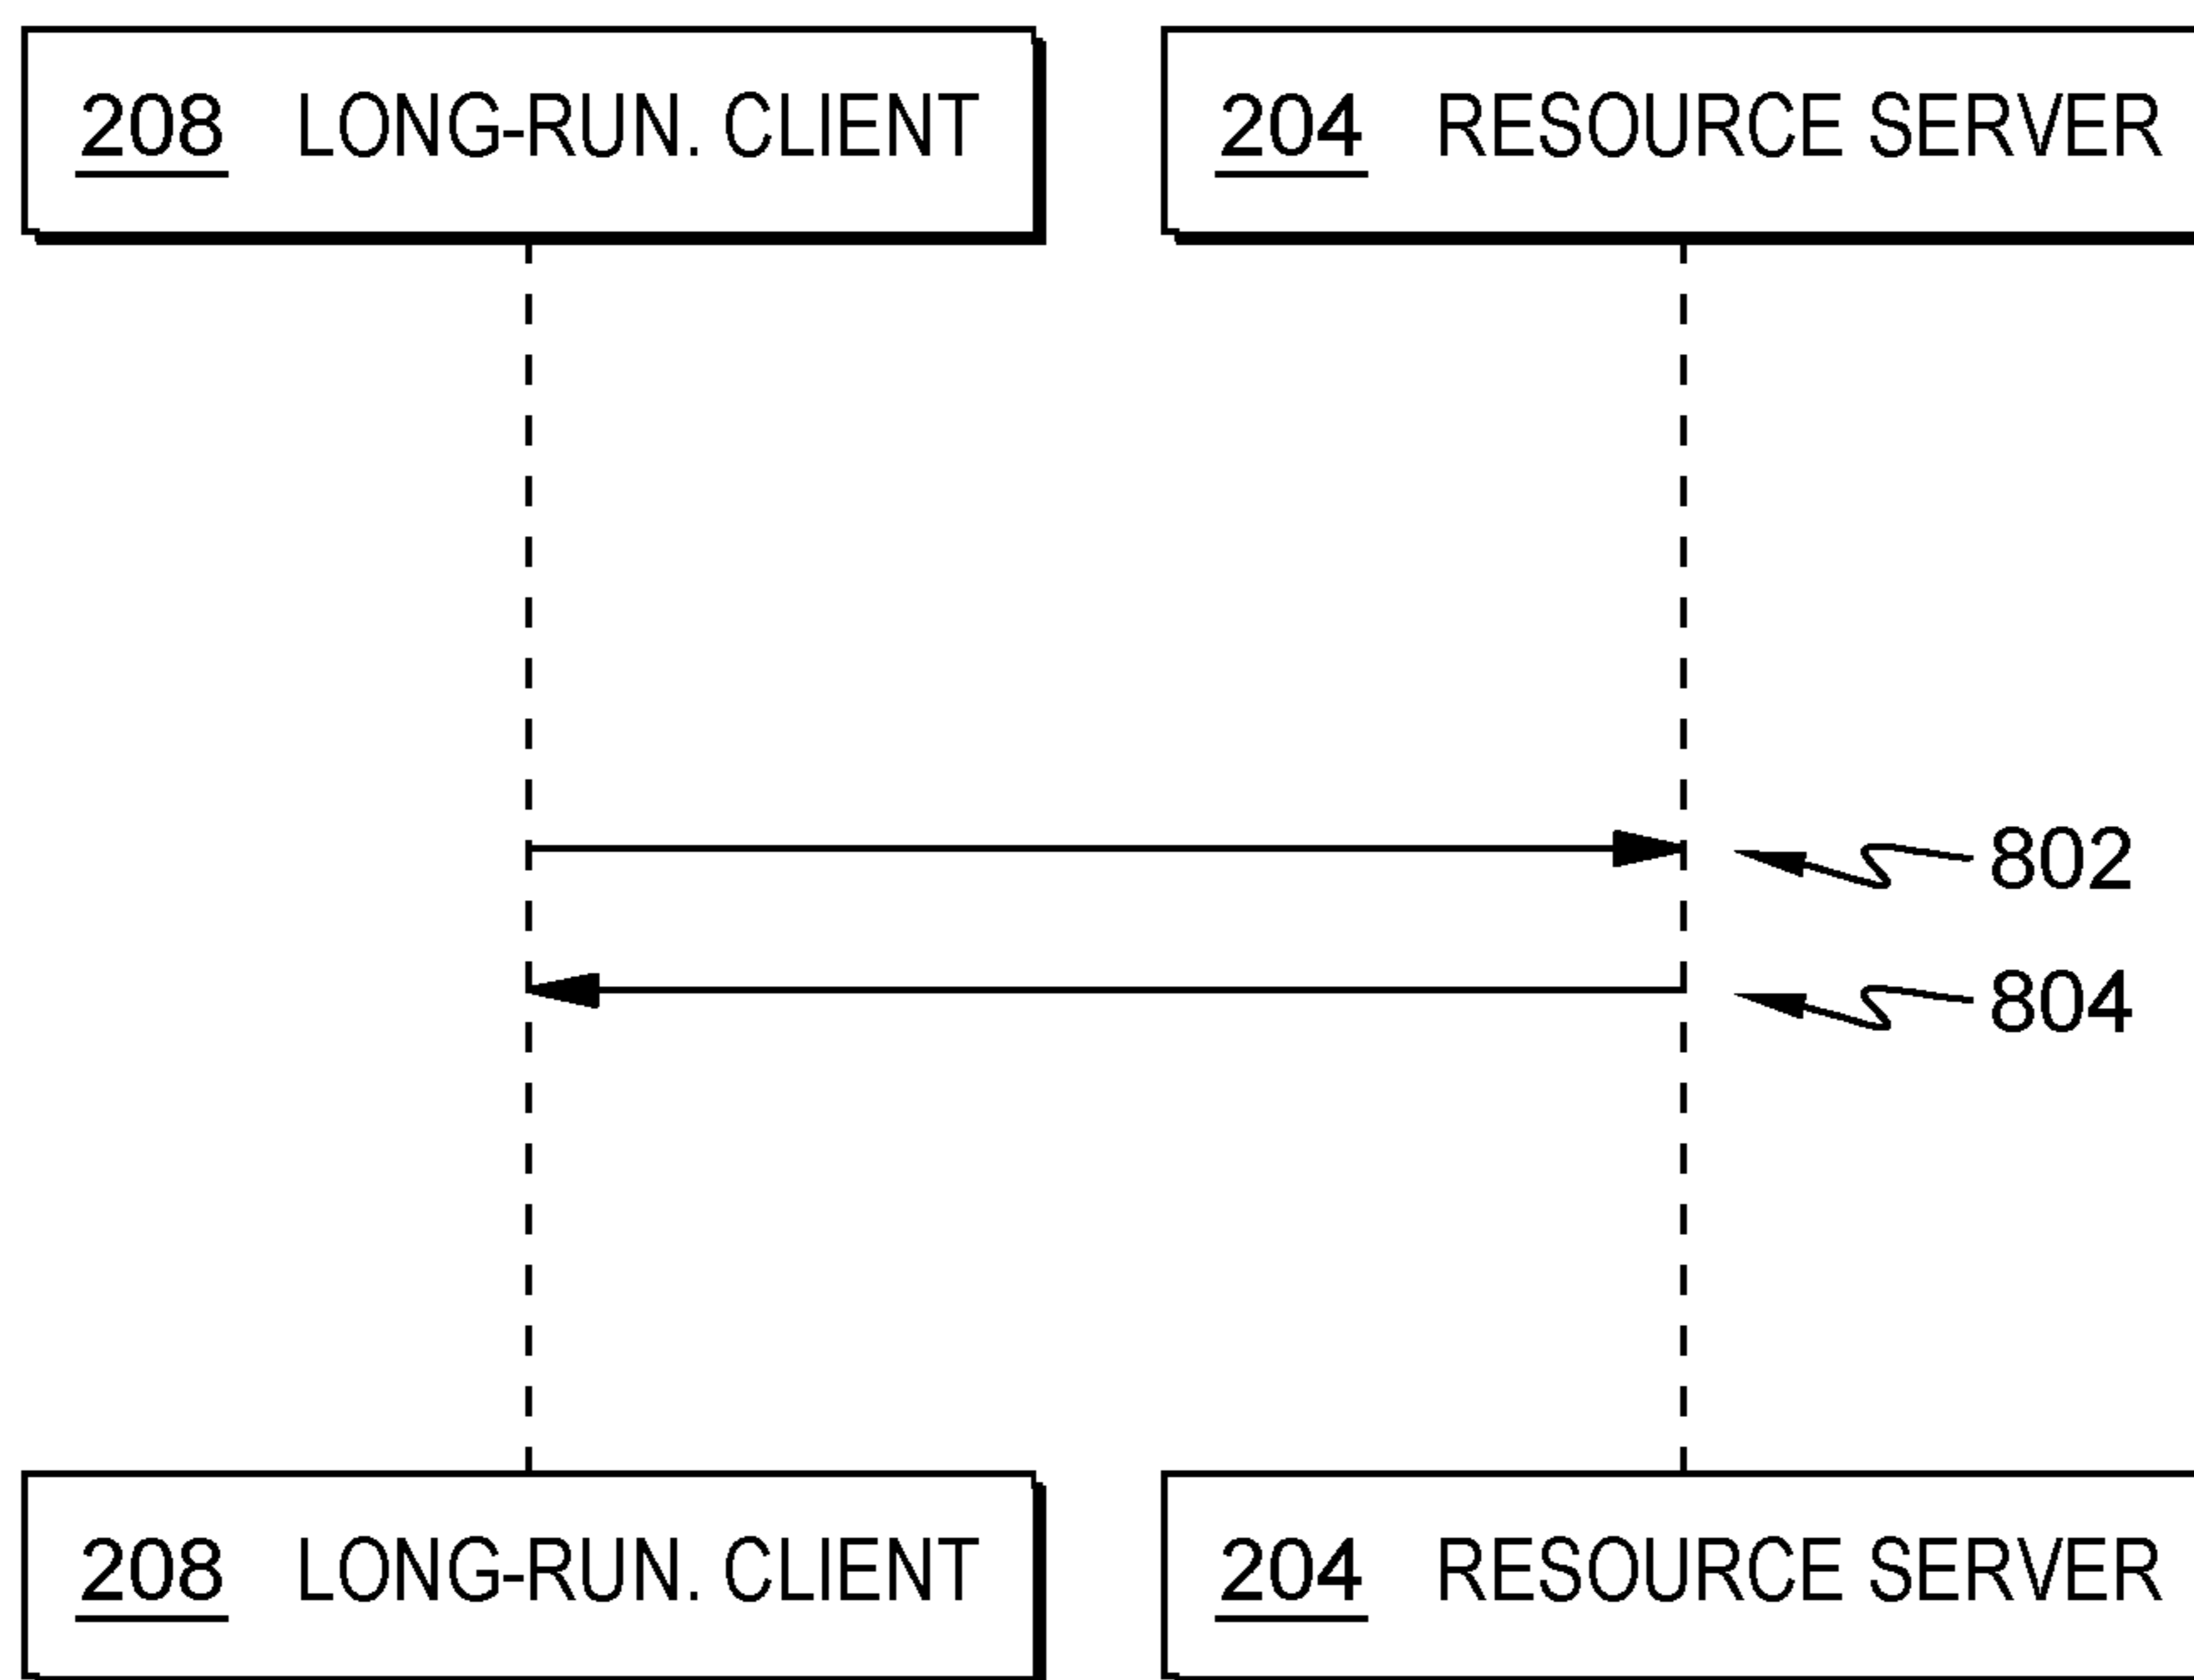 208 LONG-RUN. CLIENT
204 RESOURCE SERVER
802
804
208 LONG-RUN. CLIENT
204 RESOURCE SERVER